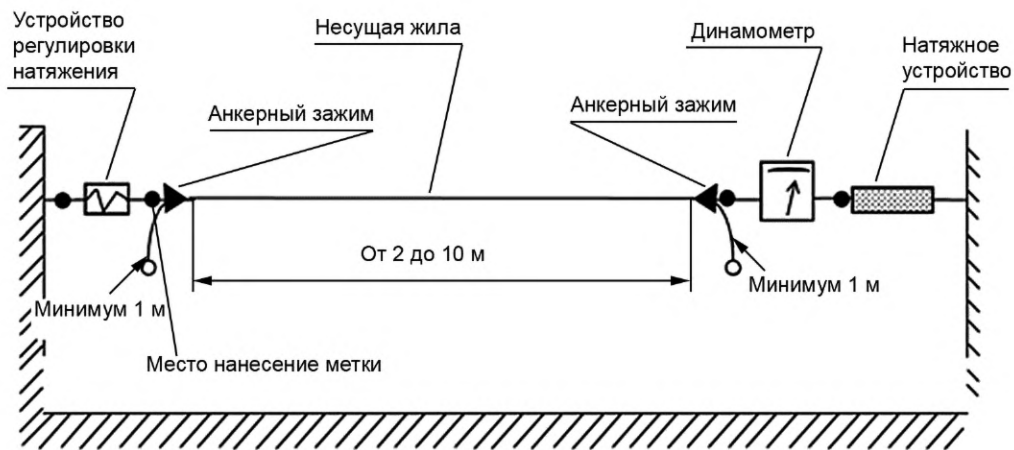 Устройство
регулировки
натяжения
Несущая жила
Динамометр
Натяжное
устройство
Анкерный зажим
Анкерный зажим
От 2 до 10 м
Минимум 1 м
Минимум 1 м
Место нанесение метки